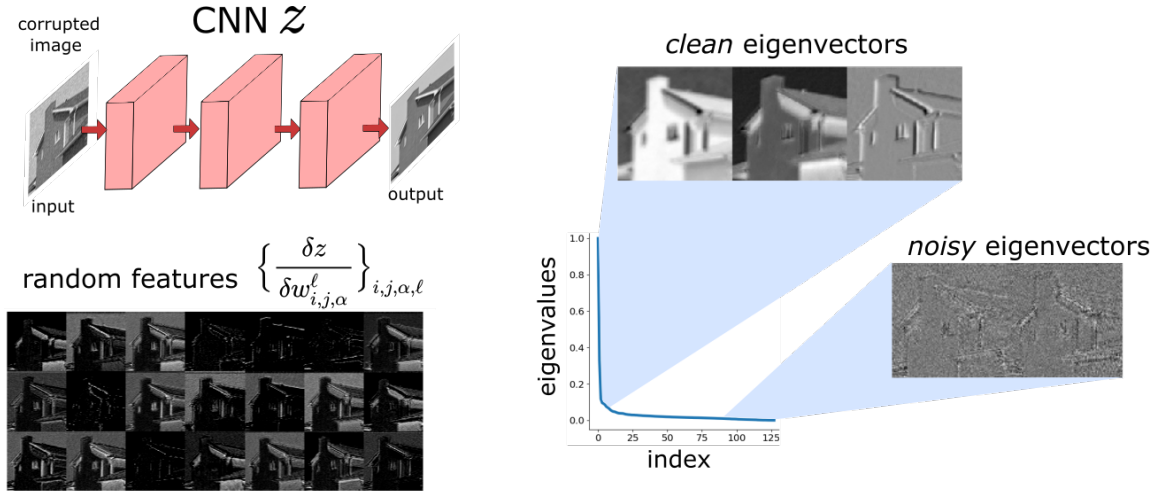 CNN z
corrupted
image
input
output
random features { δz / δw^ℓ_{i,j,α} }_{i,j,α,ℓ}
clean eigenvectors
noisy eigenvectors
eigenvalues
1.0
0.8
0.6
0.4
0.2
0.0
0 25 50 75 100 125
index